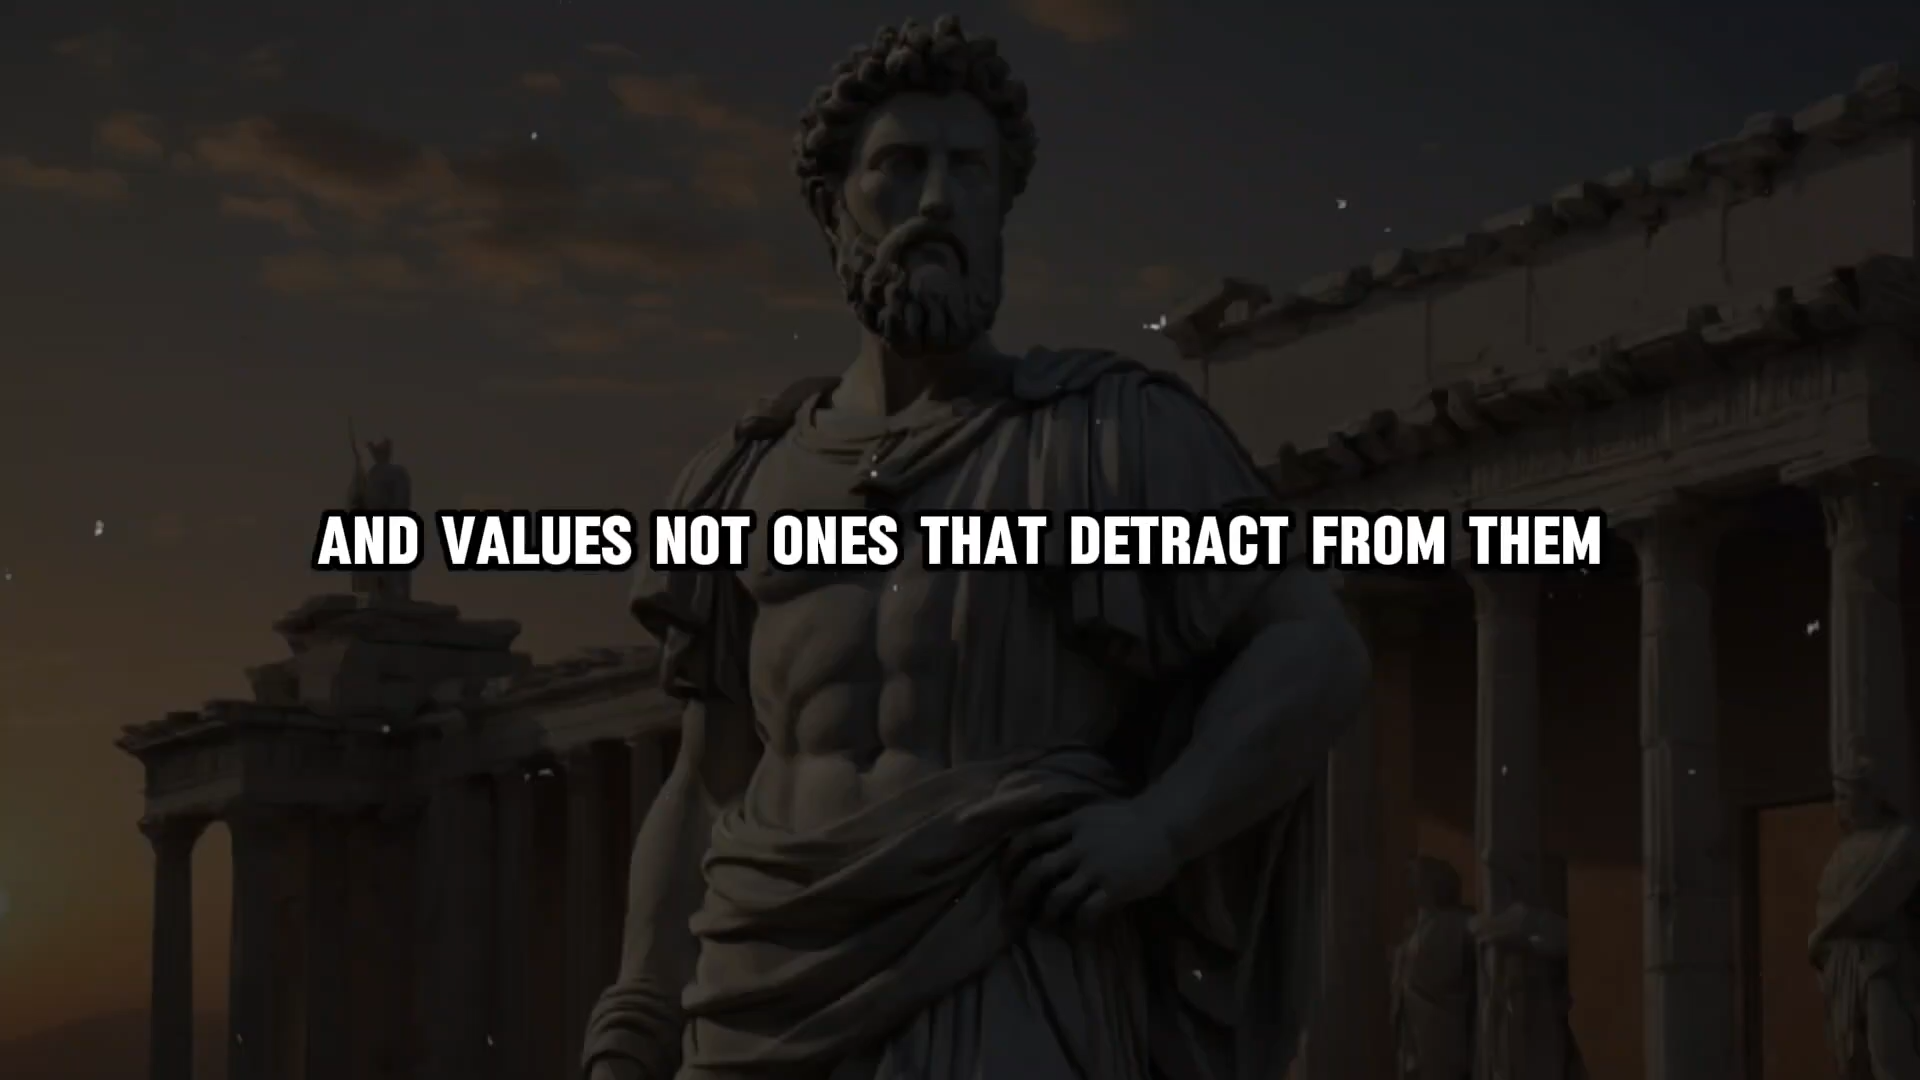 AND VALUES NOT ONES THAT DETRACT FROM THEM